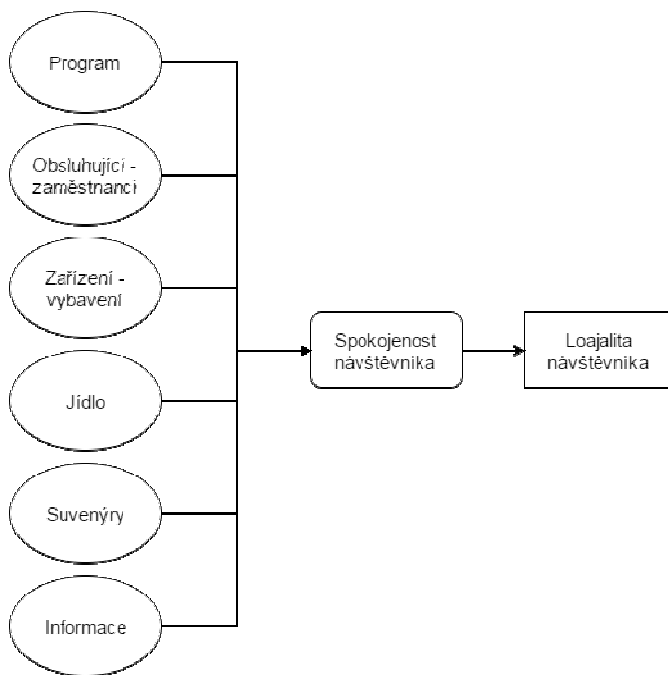 Program
Obsluhující -
zaměstnanci
Zařízení -
vybavení
Jídlo
Suvenýry
Informace
Spokojenost
návštěvníka
Loajalita
návštěvníka